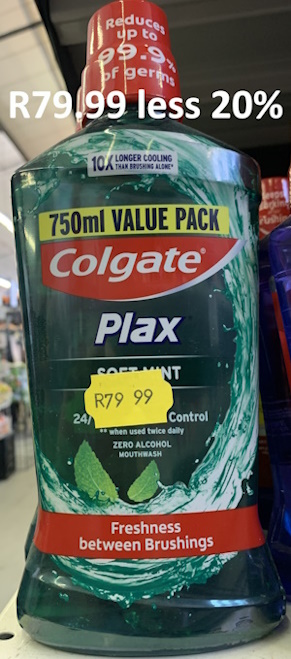 Reduces
up to
99.9%
of germs
R79.99 less 20%
10X LONGER COOLING
THAN BRUSHING ALONE*
750ml VALUE PACK
Colgate®
Plax
SOFT MINT
R79 99
24/ Control
** when used twice daily
ZERO ALCOHOL
MOUTHWASH
Freshness
between Brushings